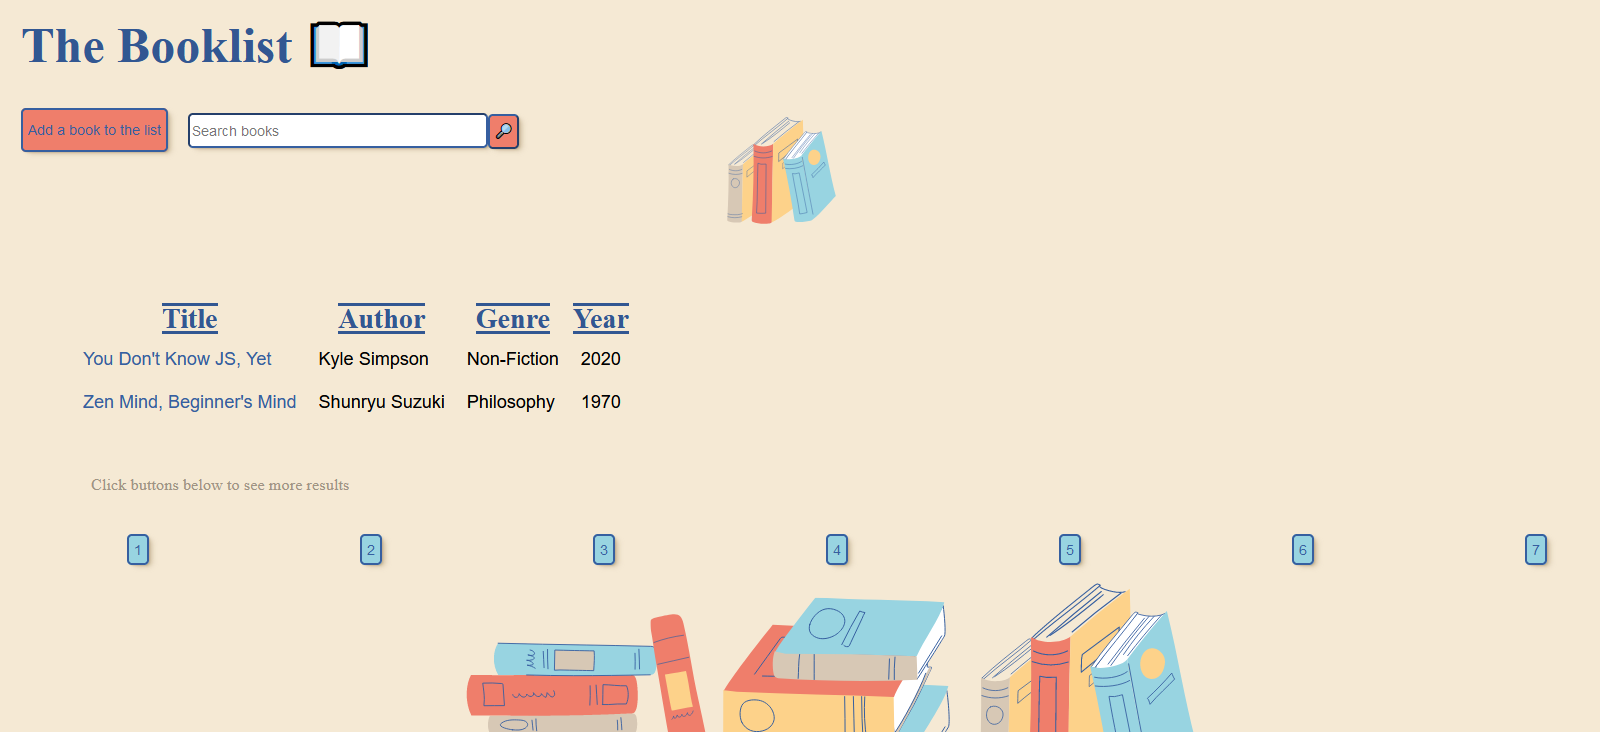 The Booklist
Add a book to the list
Search books
Title Author Genre Year
You Don't Know JS, Yet Kyle Simpson Non-Fiction 2020
Zen Mind, Beginner's Mind Shunryu Suzuki Philosophy 1970
Click buttons below to see more results
1 2 3 4 5 6 7